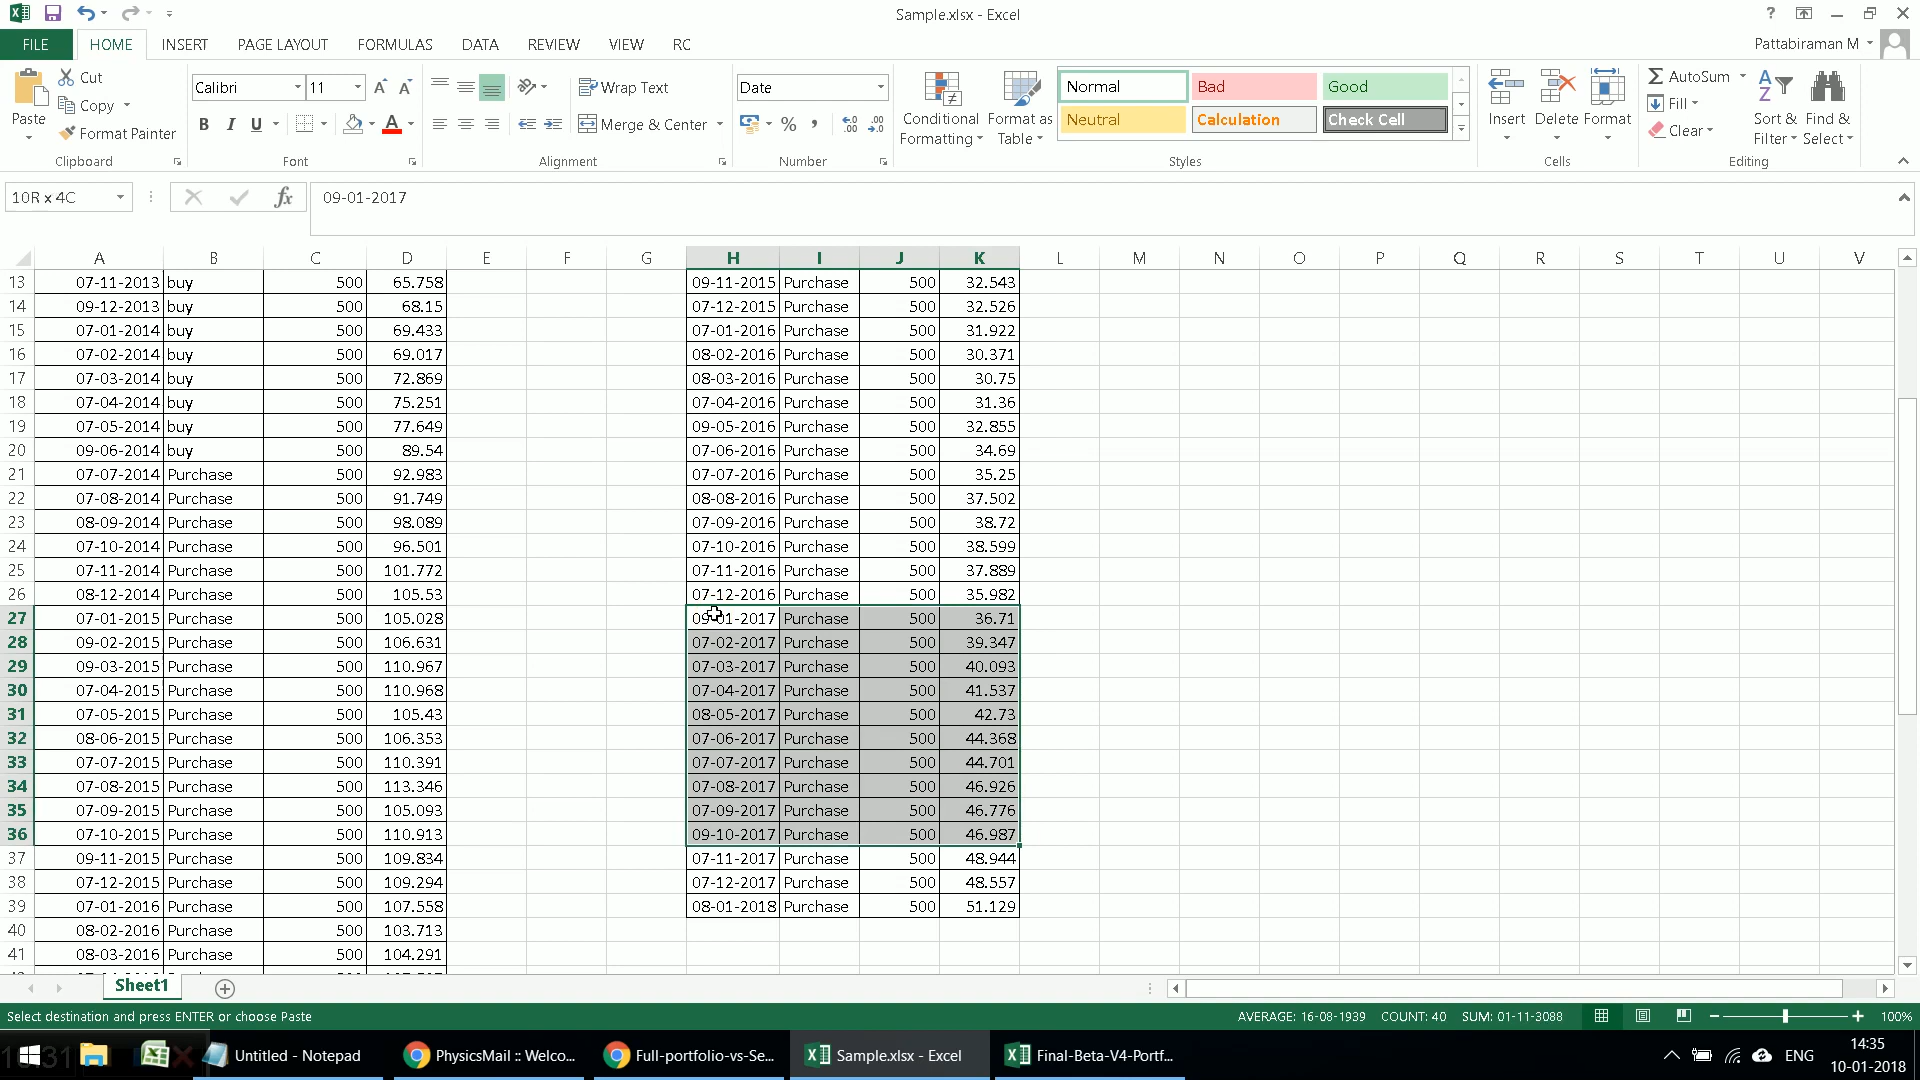 Sample.xlsx - Excel
FILE HOME INSERT PAGE LAYOUT FORMULAS DATA REVIEW VIEW RC Pattabiraman M
Paste Cut Copy Format Painter Clipboard
Calibri 11 B I U A Font
Wrap Text Merge & Center Alignment
Date % , Number
Conditional Formatting Format as Table Normal Bad Good Neutral Calculation Check Cell Styles
Insert Delete Format Cells
AutoSum Fill Clear Sort & Filter Find & Select Editing
10R x 4C fx 09-01-2017
A B C D E F G H I J K L M N O P Q R S T U V
13 07-11-2013 buy 500 65.758 09-11-2015 Purchase 500 32.543
14 09-12-2013 buy 500 68.15 07-12-2015 Purchase 500 32.526
15 07-01-2014 buy 500 69.433 07-01-2016 Purchase 500 31.922
16 07-02-2014 buy 500 69.017 08-02-2016 Purchase 500 30.371
17 07-03-2014 buy 500 72.869 08-03-2016 Purchase 500 30.75
18 07-04-2014 buy 500 75.251 07-04-2016 Purchase 500 31.36
19 07-05-2014 buy 500 77.649 09-05-2016 Purchase 500 32.855
20 09-06-2014 buy 500 89.54 07-06-2016 Purchase 500 34.69
21 07-07-2014 Purchase 500 92.983 07-07-2016 Purchase 500 35.25
22 07-08-2014 Purchase 500 91.749 08-08-2016 Purchase 500 37.502
23 08-09-2014 Purchase 500 98.089 07-09-2016 Purchase 500 38.72
24 07-10-2014 Purchase 500 96.501 07-10-2016 Purchase 500 38.599
25 07-11-2014 Purchase 500 101.772 07-11-2016 Purchase 500 37.889
26 08-12-2014 Purchase 500 105.53 07-12-2016 Purchase 500 35.982
27 07-01-2015 Purchase 500 105.028 09-01-2017 Purchase 500 36.71
28 09-02-2015 Purchase 500 106.631 07-02-2017 Purchase 500 39.347
29 09-03-2015 Purchase 500 110.967 07-03-2017 Purchase 500 40.093
30 07-04-2015 Purchase 500 110.968 07-04-2017 Purchase 500 41.537
31 07-05-2015 Purchase 500 105.43 08-05-2017 Purchase 500 42.73
32 08-06-2015 Purchase 500 106.353 07-06-2017 Purchase 500 44.368
33 07-07-2015 Purchase 500 110.391 07-07-2017 Purchase 500 44.701
34 07-08-2015 Purchase 500 113.346 07-08-2017 Purchase 500 46.926
35 07-09-2015 Purchase 500 105.093 07-09-2017 Purchase 500 46.776
36 07-10-2015 Purchase 500 110.913 09-10-2017 Purchase 500 46.987
37 09-11-2015 Purchase 500 109.834 07-11-2017 Purchase 500 48.944
38 07-12-2015 Purchase 500 109.294 07-12-2017 Purchase 500 48.557
39 07-01-2016 Purchase 500 107.558 08-01-2018 Purchase 500 51.129
40 08-02-2016 Purchase 500 103.713
41 08-03-2016 Purchase 500 104.291
Sheet1
Select destination and press ENTER or choose Paste AVERAGE: 16-08-1939 COUNT: 40 SUM: 01-11-3088 100%
Untitled - Notepad PhysicsMail :: Welco... Full-portfolio-vs-Se... Sample.xlsx - Excel Final-Beta-V4-Portf... ENG 14:35
10-01-2018